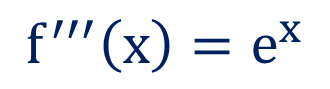 f′′′(x) = eˣ